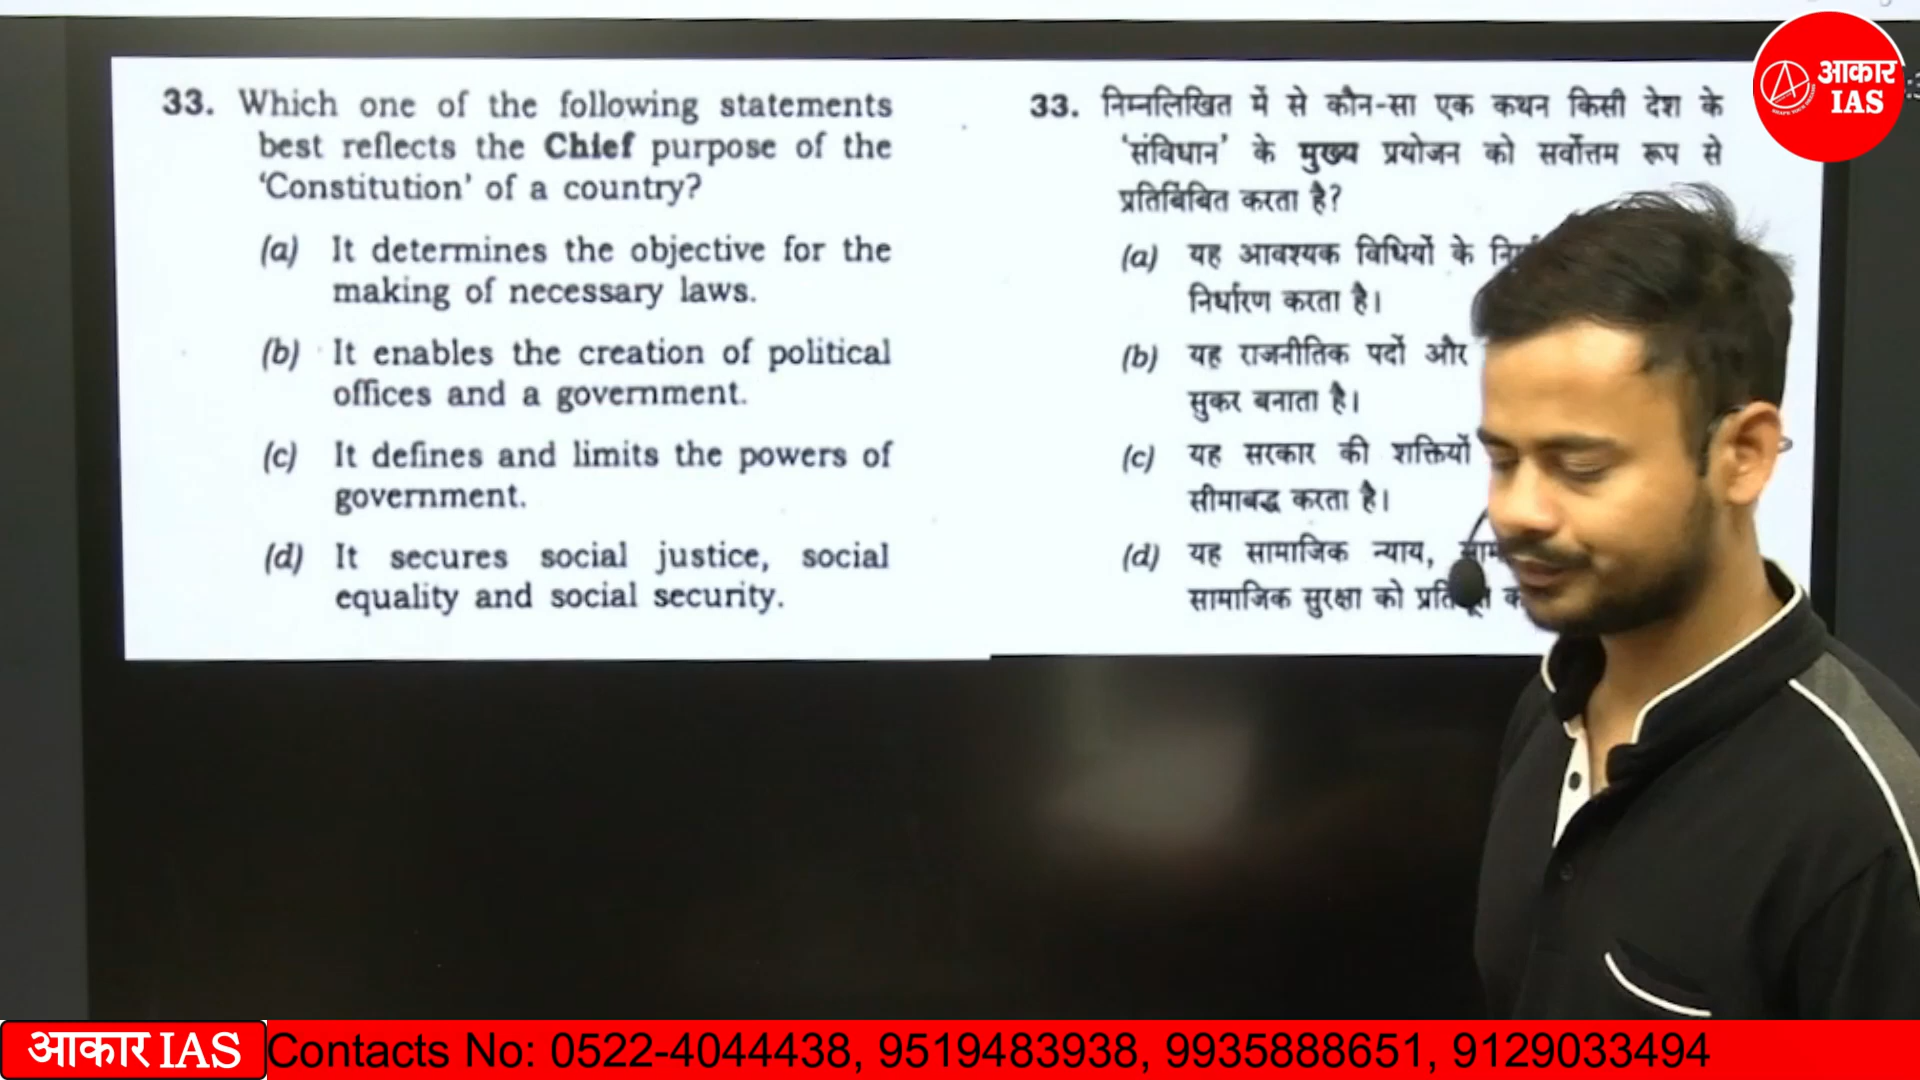 33. Which one of the following statements
best reflects the Chief purpose of the
‘Constitution’ of a country?
(a) It determines the objective for the
making of necessary laws.
(b) It enables the creation of political
offices and a government.
(c) It defines and limits the powers of
government.
(d) It secures social justice, social
equality and social security.
33. निम्नलिखित में से कौन-सा एक कथन किसी देश के
‘संविधान’ के मुख्य प्रयोजन को सर्वोत्तम रूप से
प्रतिबिंबित करता है?
(a) यह आवश्यक विधियों के
निर्धारण करता है।
(b) यह राजनीतिक पदों और
सुकर बनाता है।
(c) यह सरकार की शक्तियों
सीमाबद्ध करता है।
(d) यह सामाजिक न्याय,
सामाजिक सुरक्षा को
आकार
IAS
आकार IAS Contacts No: 0522-4044438, 9519483938, 9935888651, 9129033494